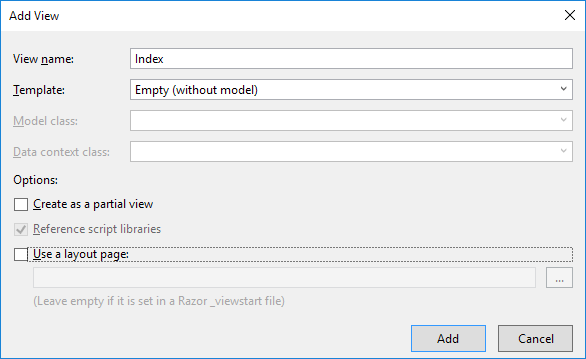 Add View
View name: Index
Template: Empty (without model)
Model class:
Data context class:
Options:
Create as a partial view
Reference script libraries
Use a layout page:
...
(Leave empty if it is set in a Razor _viewstart file)
Add Cancel